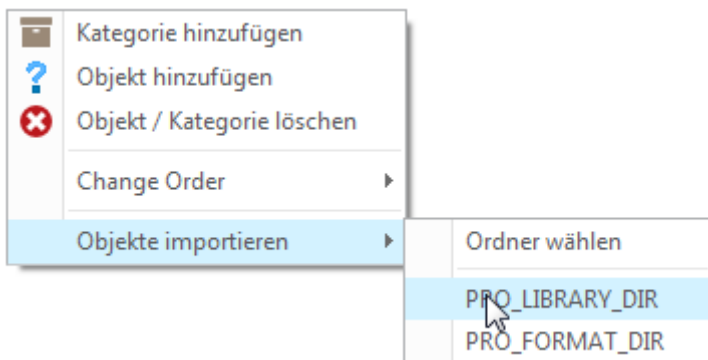 Kategorie hinzufügen
Objekt hinzufügen
Objekt / Kategorie löschen
Change Order
Objekte importieren
Ordner wählen
PRO_LIBRARY_DIR
PRO_FORMAT_DIR